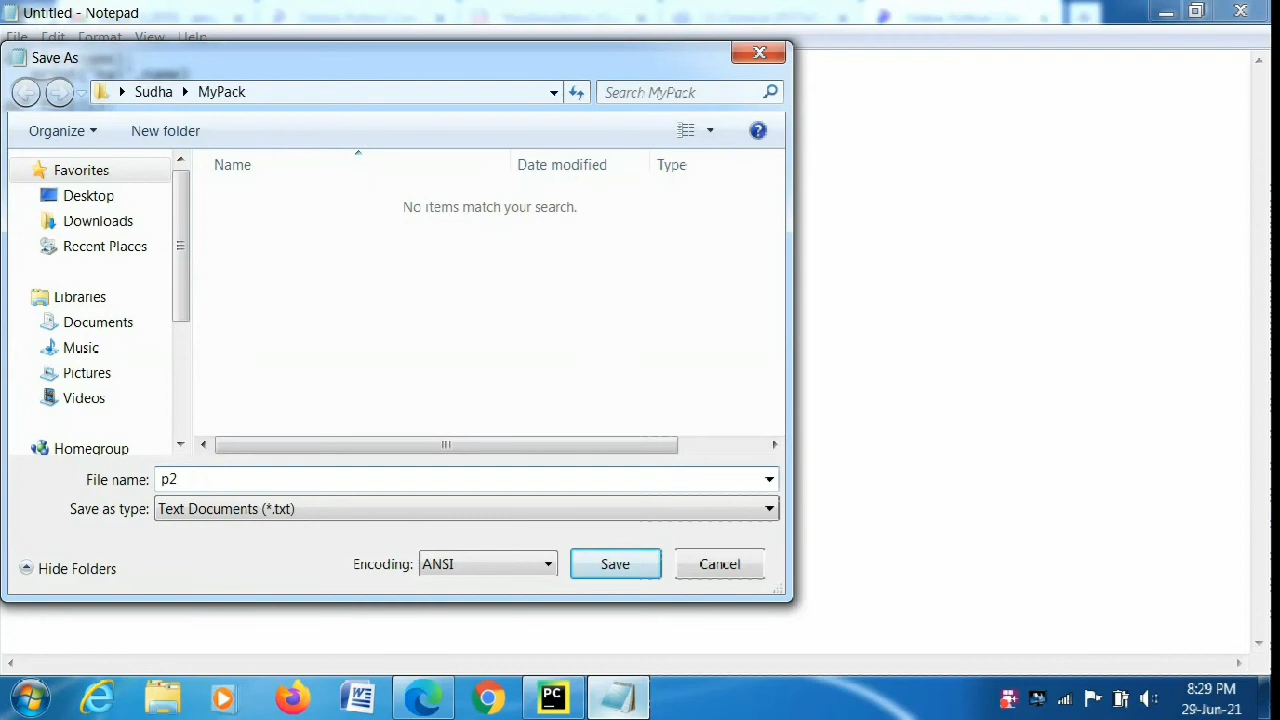 Untitled - Notepad
File Edit Format View Help
Save As
Sudha MyPack
Search MyPack
Organize New folder
Name Date modified Type
No items match your search.
Favorites
Desktop
Downloads
Recent Places
Libraries
Documents
Music
Pictures
Videos
Homegroup
File name: p2
Save as type: Text Documents (*.txt)
Hide Folders Encoding: ANSI Save Cancel
PC
8:29 PM
29-Jun-21